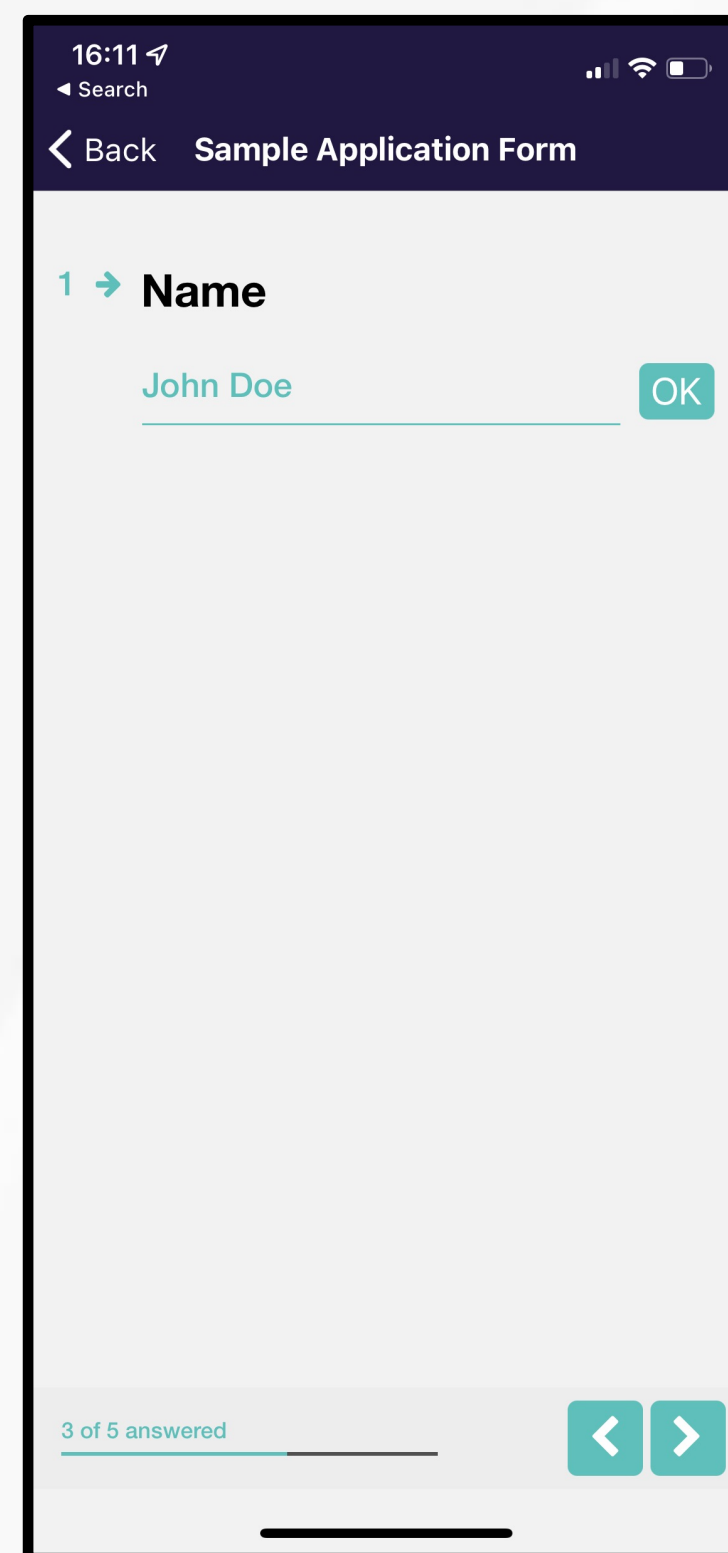 16:11
◀ Search
Back Sample Application Form
1 Name
John Doe OK
3 of 5 answered